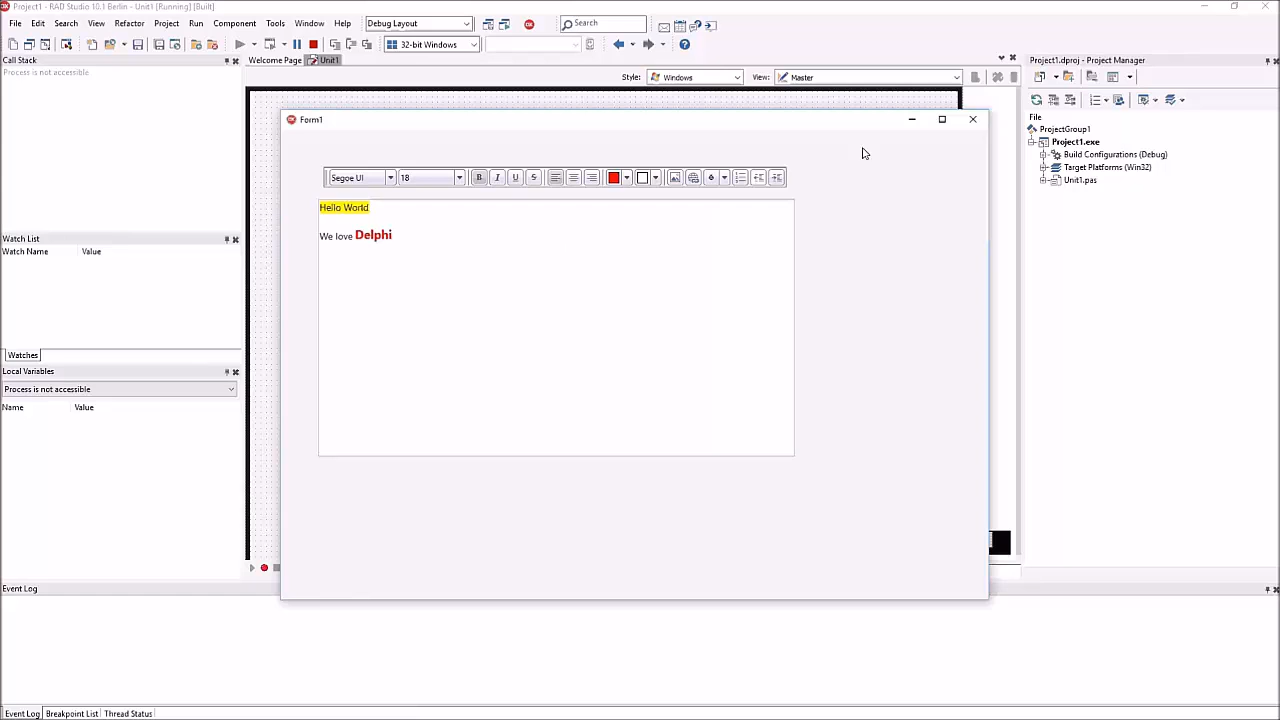 Project1 - RAD Studio 10.1 Berlin - Unit1 [Running] [Built]
File Edit Search View Refactor Project Run Component Tools Window Help Debug Layout Search
32-bit Windows
Call Stack Welcome Page Unit1 Project1.dproj - Project Manager
Process is not accessible
Style: Windows View: Master
File
ProjectGroup1
Project1.exe
Build Configurations (Debug)
Target Platforms (Win32)
Unit1.pas
Form1
Segoe UI 18 B I U S
Hello World
We love Delphi
Watch List
Watch Name Value
Watches
Local Variables
Process is not accessible
Name Value
Event Log
Event Log Breakpoint List Thread Status